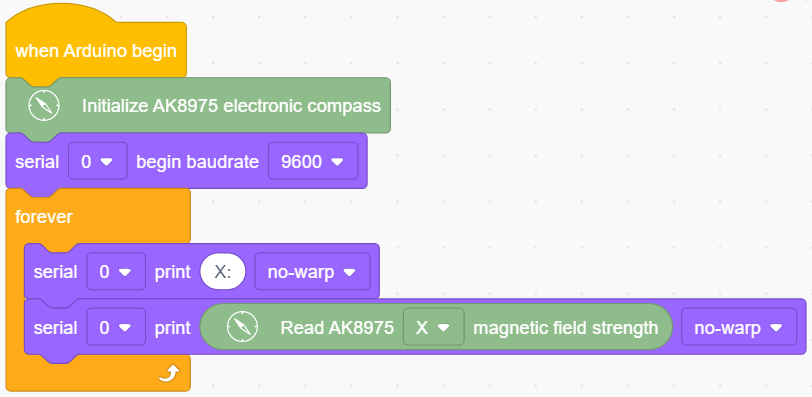 when Arduino begin
Initialize AK8975 electronic compass
serial 0 begin baudrate 9600
forever
serial 0 print X: no-warp
serial 0 print Read AK8975 X magnetic field strength no-warp